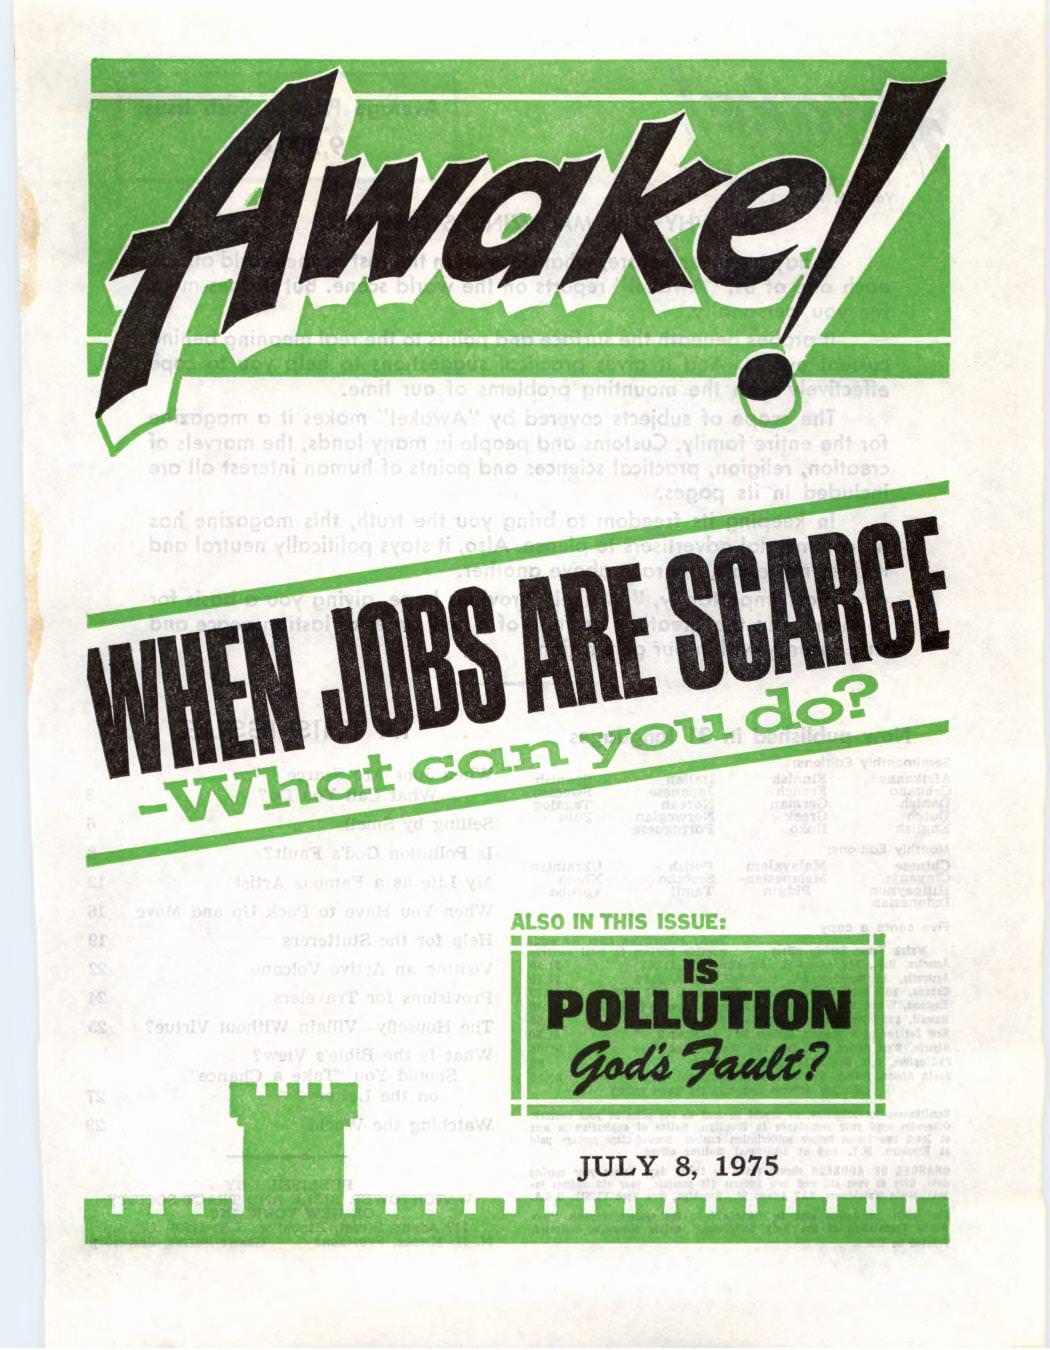 Awake!
WHEN JOBS ARE SCARCE
-What can you do?
ALSO IN THIS ISSUE:
IS
POLLUTION
God's Fault?
JULY 8, 1975